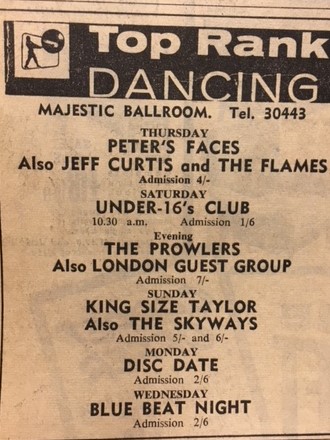 Top Rank
DANCING
MAJESTIC BALLROOM. Tel. 30443
THURSDAY
PETER'S FACES
Also JEFF CURTIS and THE FLAMES
Admission 4/-
SATURDAY
UNDER-16's CLUB
10.30 a.m. Admission 1/6
Evening
THE PROWLERS
Also LONDON GUEST GROUP
Admission 7/-
SUNDAY
KING SIZE TAYLOR
Also THE SKYWAYS
Admission 5/- and 6/-
MONDAY
DISC DATE
Admission 2/6
WEDNESDAY
BLUE BEAT NIGHT
Admission 2/6